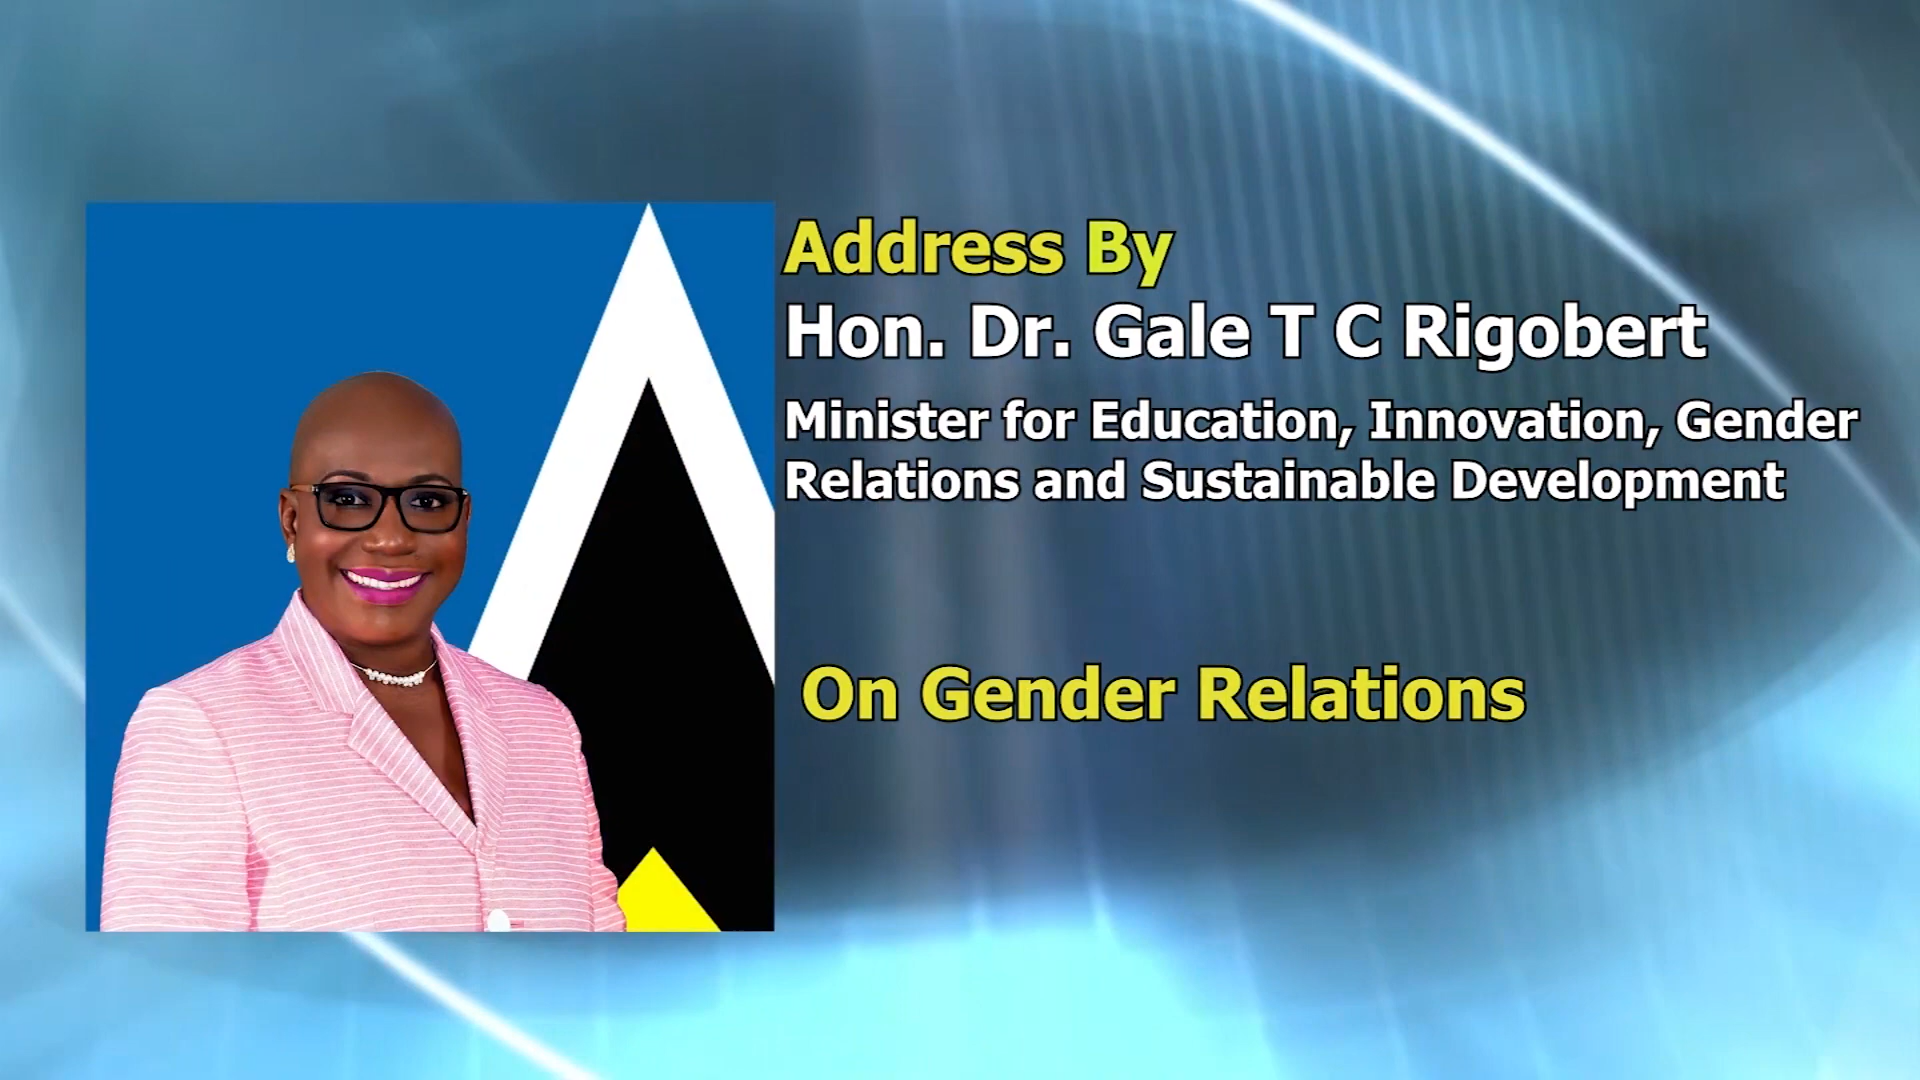 Address By
Hon. Dr. Gale T C Rigobert
Minister for Education, Innovation, Gender
Relations and Sustainable Development
On Gender Relations